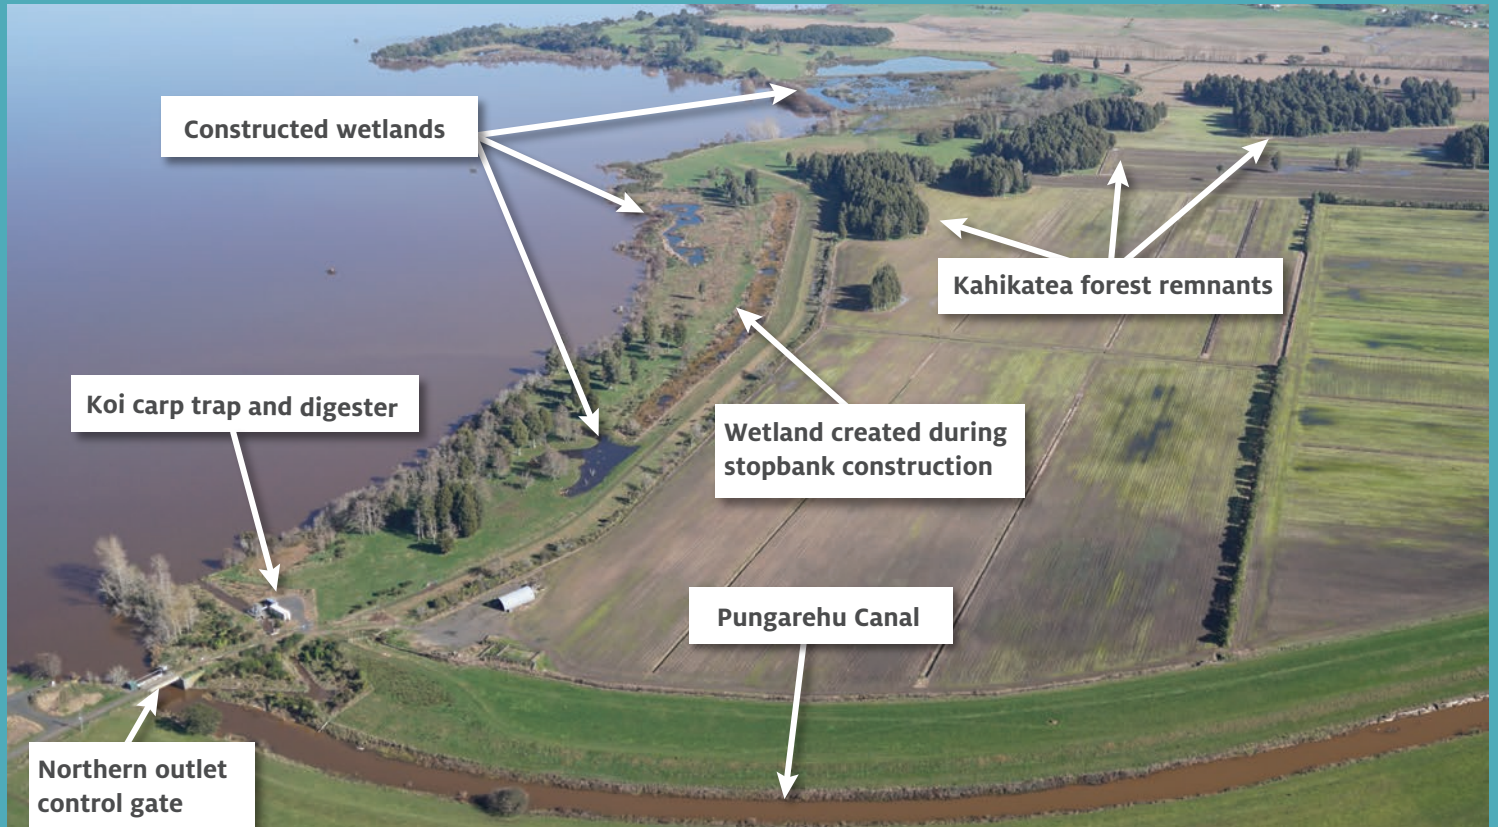 Constructed wetlands
Kahikatea forest remnants
Koi carp trap and digester
Wetland created during
stopbank construction
Pungarehu Canal
Northern outlet
control gate